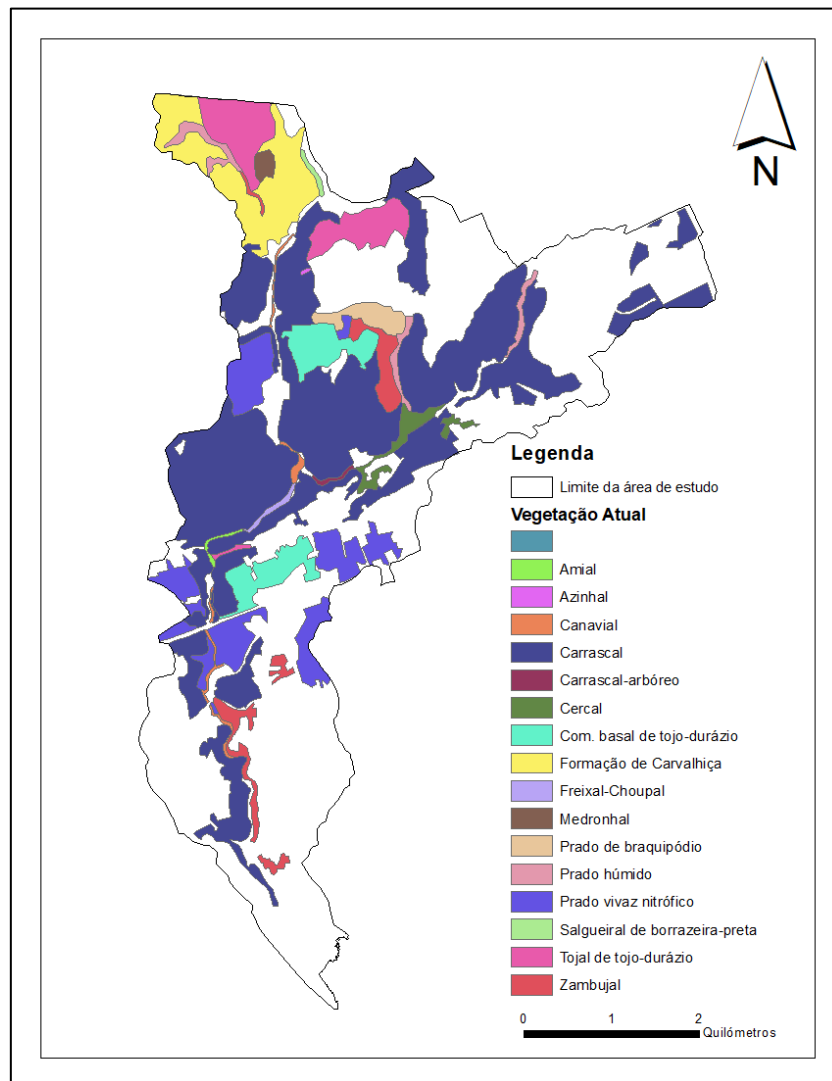 N
Legenda
Limite da área de estudo
Vegetação Atual
Amial
Azinhal
Canavial
Carrascal
Carrascal-arbóreo
Cercal
Com. basal de tojo-durázio
Formação de Carvalhiça
Freixal-Choupal
Medronhal
Prado de braquipódio
Prado húmido
Prado vivaz nitrófico
Salgueiral de borrazeira-preta
Tojal de tojo-durázio
Zambujal
0 1 2
Quilómetros